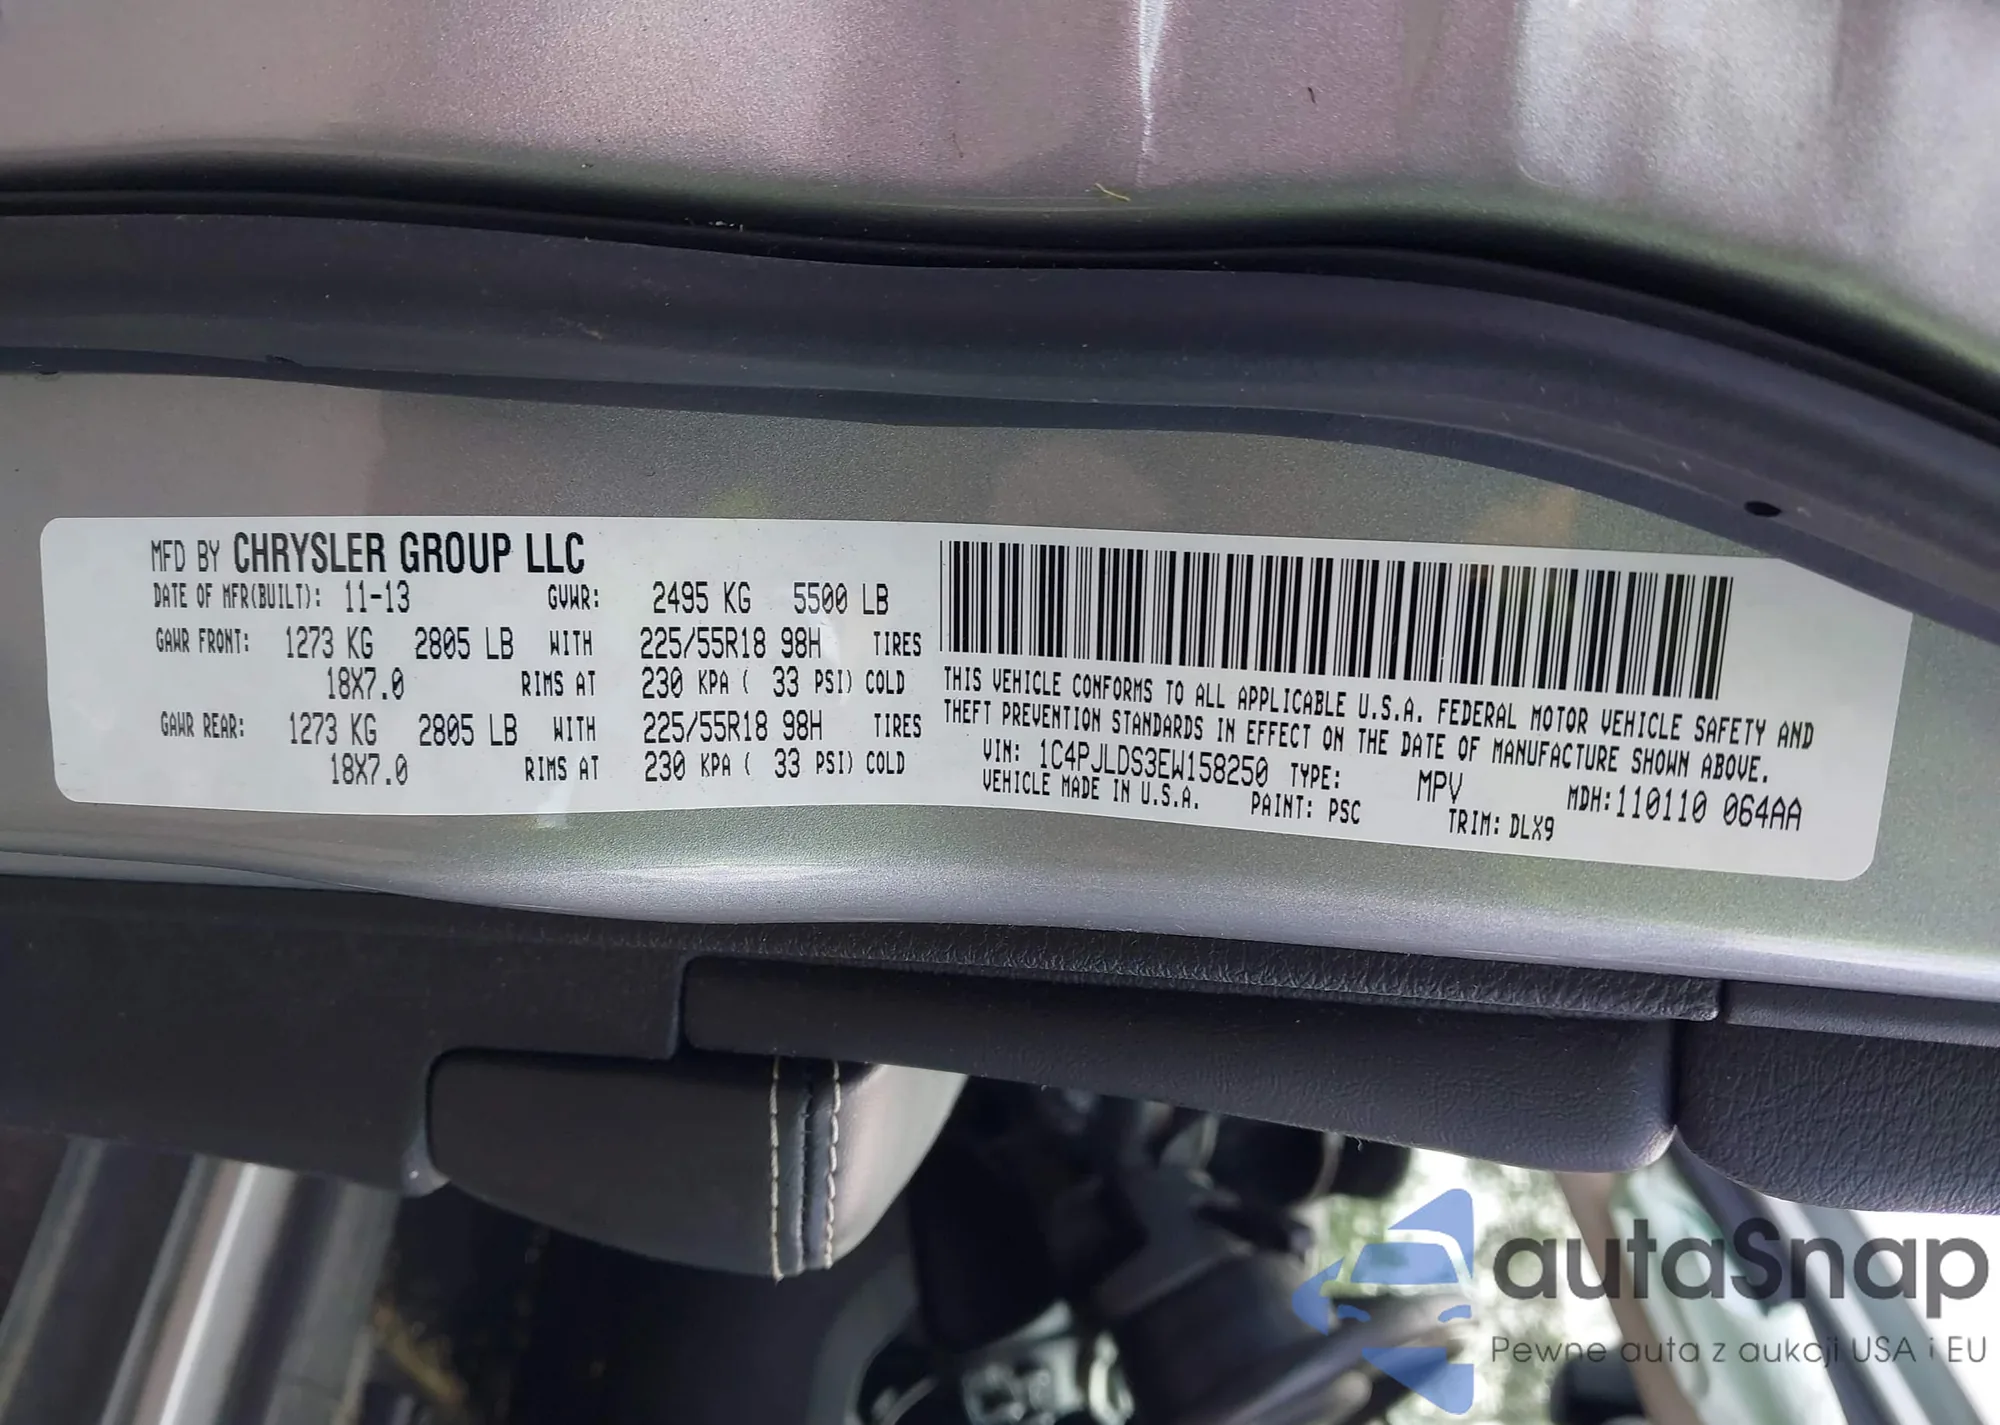 MFD BY CHRYSLER GROUP LLC
DATE OF MFR(BUILT): 11-13 GVWR: 2495 KG 5500 LB
GAWR FRONT: 1273 KG 2805 LB WITH 225/55R18 98H TIRES
18X7.0 RIMS AT 230 KPA ( 33 PSI) COLD
GAWR REAR: 1273 KG 2805 LB WITH 225/55R18 98H TIRES
18X7.0 RIMS AT 230 KPA ( 33 PSI) COLD
THIS VEHICLE CONFORMS TO ALL APPLICABLE U.S.A. FEDERAL MOTOR VEHICLE SAFETY AND
THEFT PREVENTION STANDARDS IN EFFECT ON THE DATE OF MANUFACTURE SHOWN ABOVE.
VIN: 1C4PJLDS3EW158250 TYPE: MPV MDH:110110 064AA
VEHICLE MADE IN U.S.A. PAINT: PSC TRIM: DLX9
autaSnap
Pewne auta z aukcji USA i EU